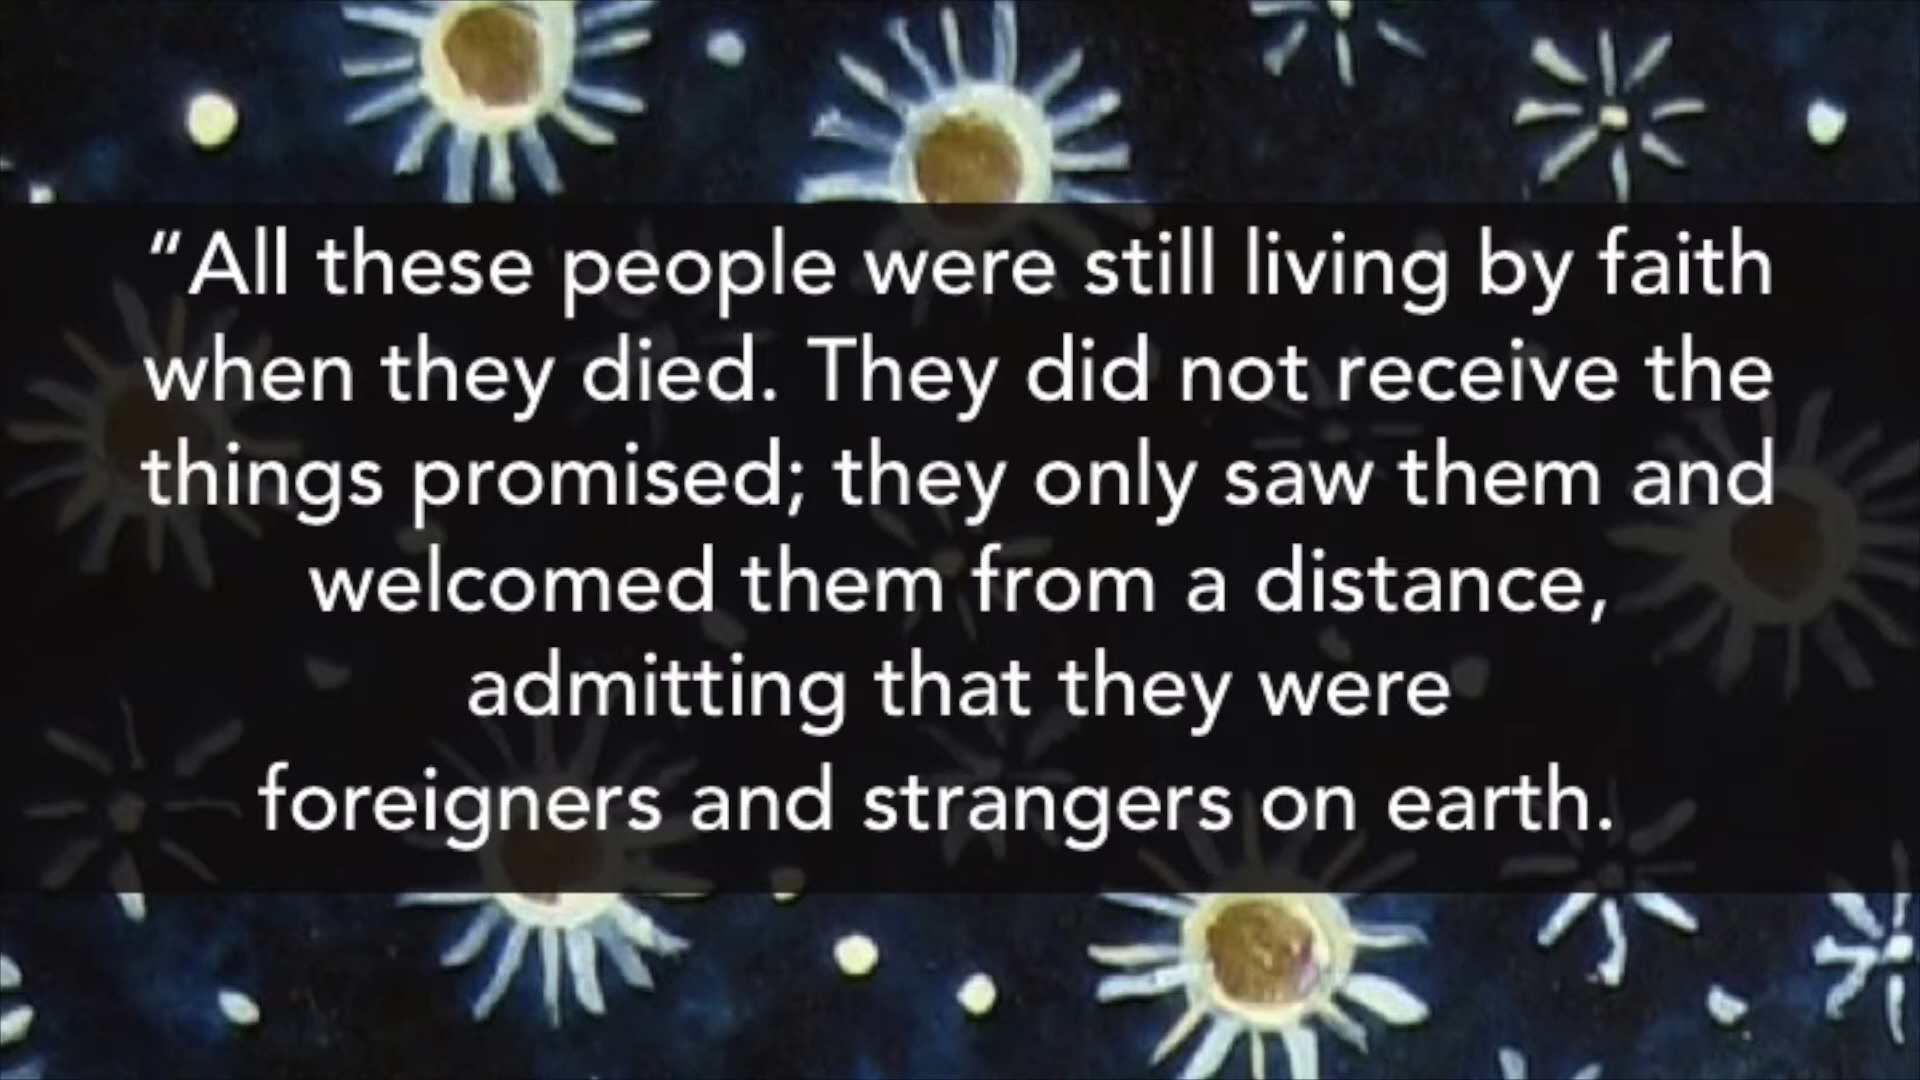 “All these people were still living by faith
when they died. They did not receive the
things promised; they only saw them and
welcomed them from a distance,
admitting that they were
foreigners and strangers on earth.